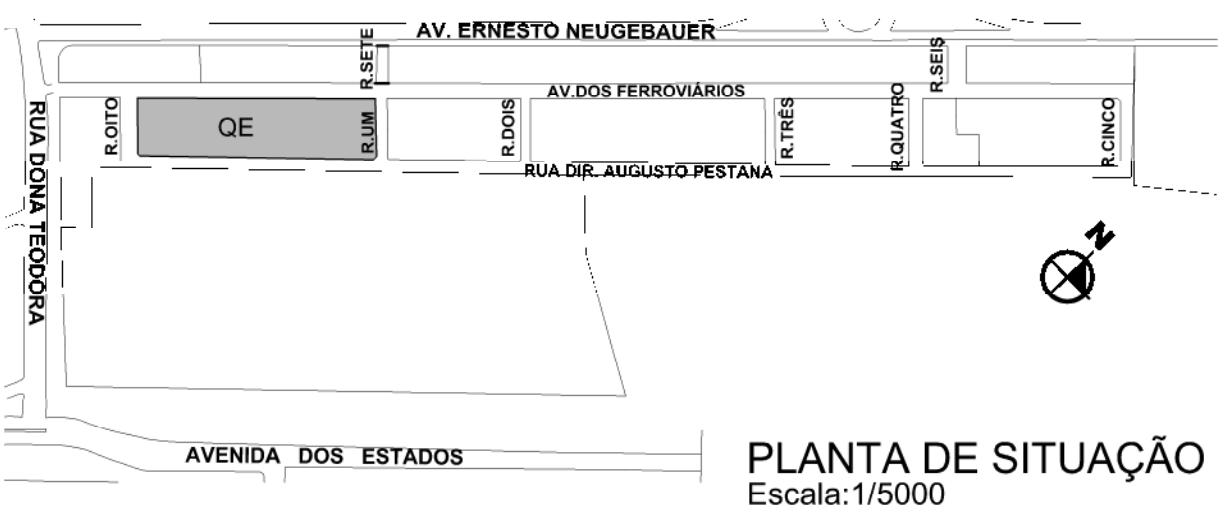 AV. ERNESTO NEUGEBAUER
R.SETE
R.SEIS
AV.DOS FERROVIÁRIOS
RUA DONA TEODORA
R.OITO
QE
R.UM
R.DOIS
R.TRÊS
R.QUATRO
R.CINCO
RUA DIR. AUGUSTO PESTANA
N
AVENIDA DOS ESTADOS
PLANTA DE SITUAÇÃO
Escala:1/5000